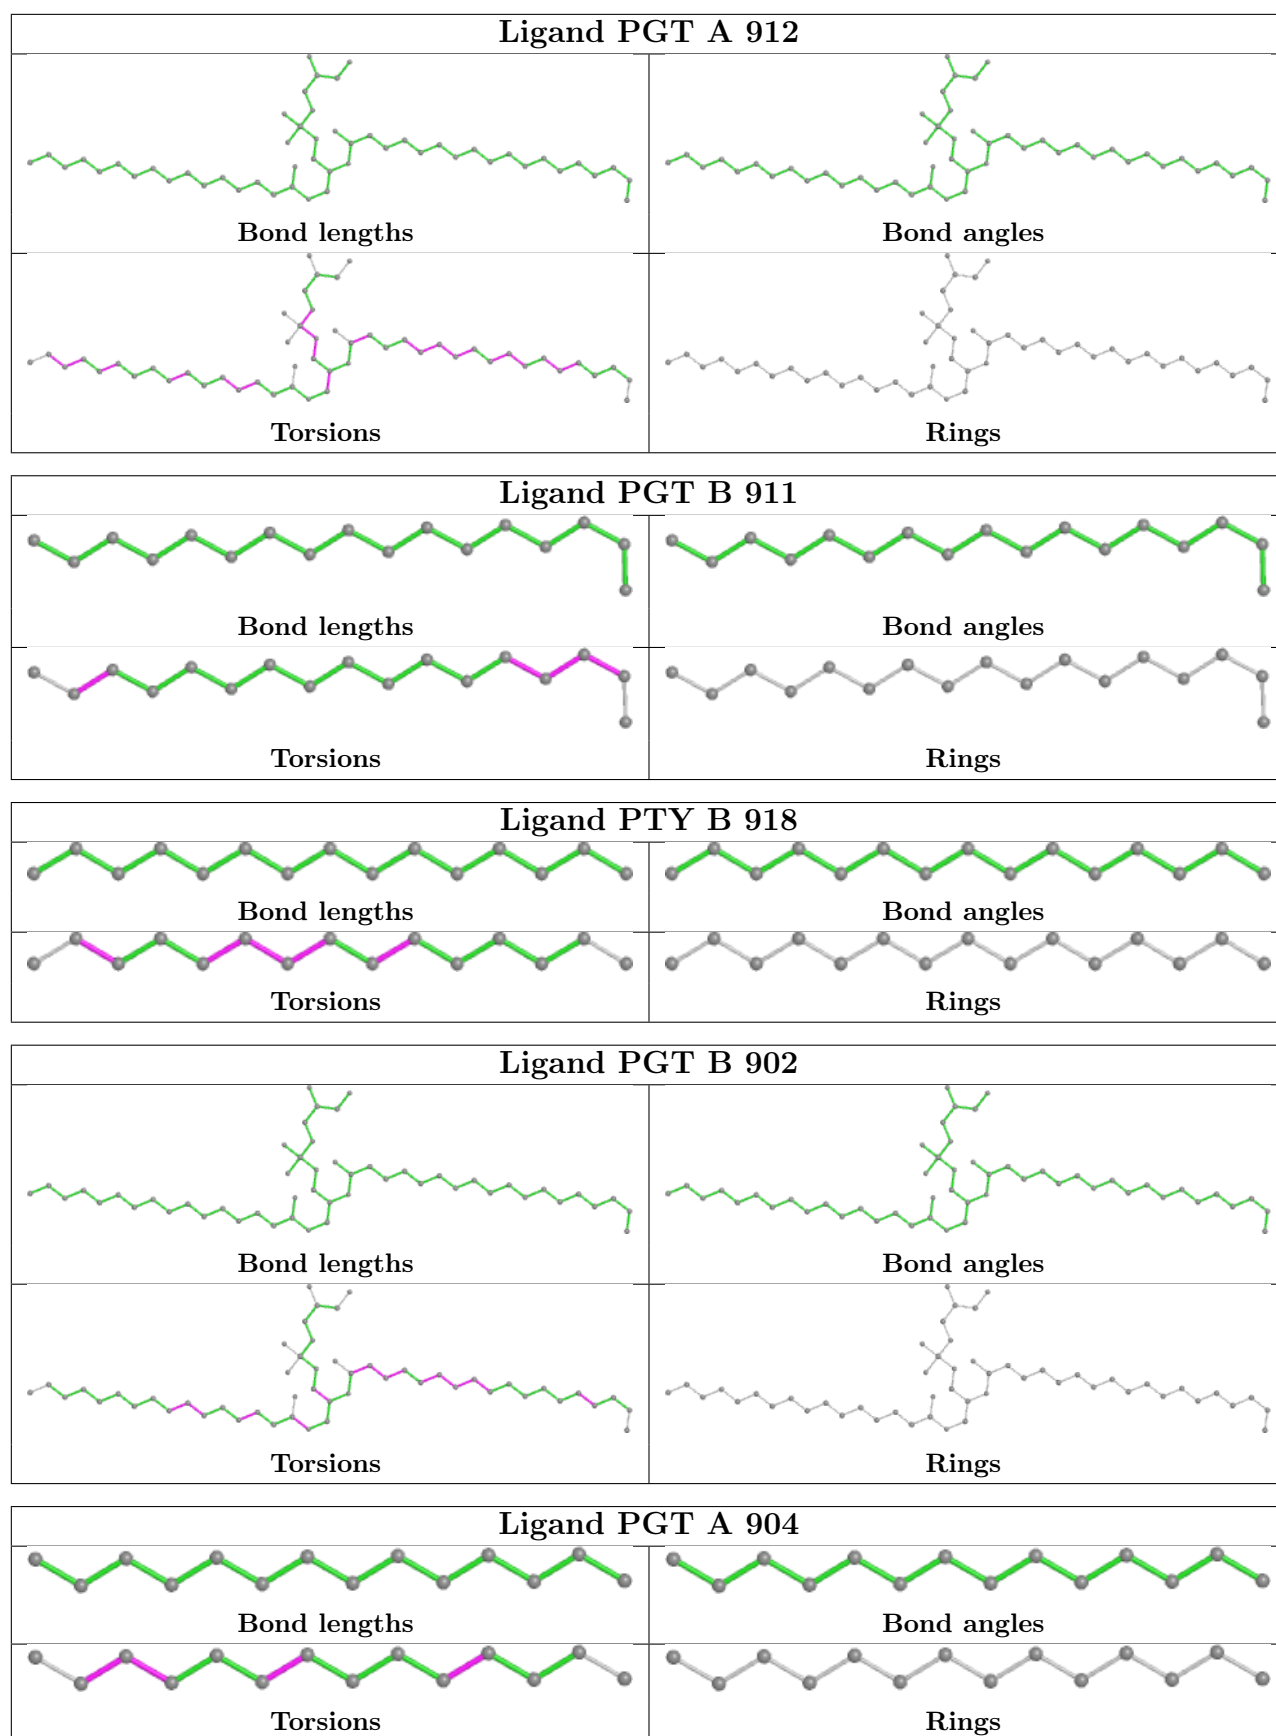 Ligand PGT A 912
Bond lengths
Bond angles
Torsions
Rings
Ligand PGT B 911
Bond lengths
Bond angles
Torsions
Rings
Ligand PTY B 918
Bond lengths
Bond angles
Torsions
Rings
Ligand PGT B 902
Bond lengths
Bond angles
Torsions
Rings
Ligand PGT A 904
Bond lengths
Bond angles
Torsions
Rings